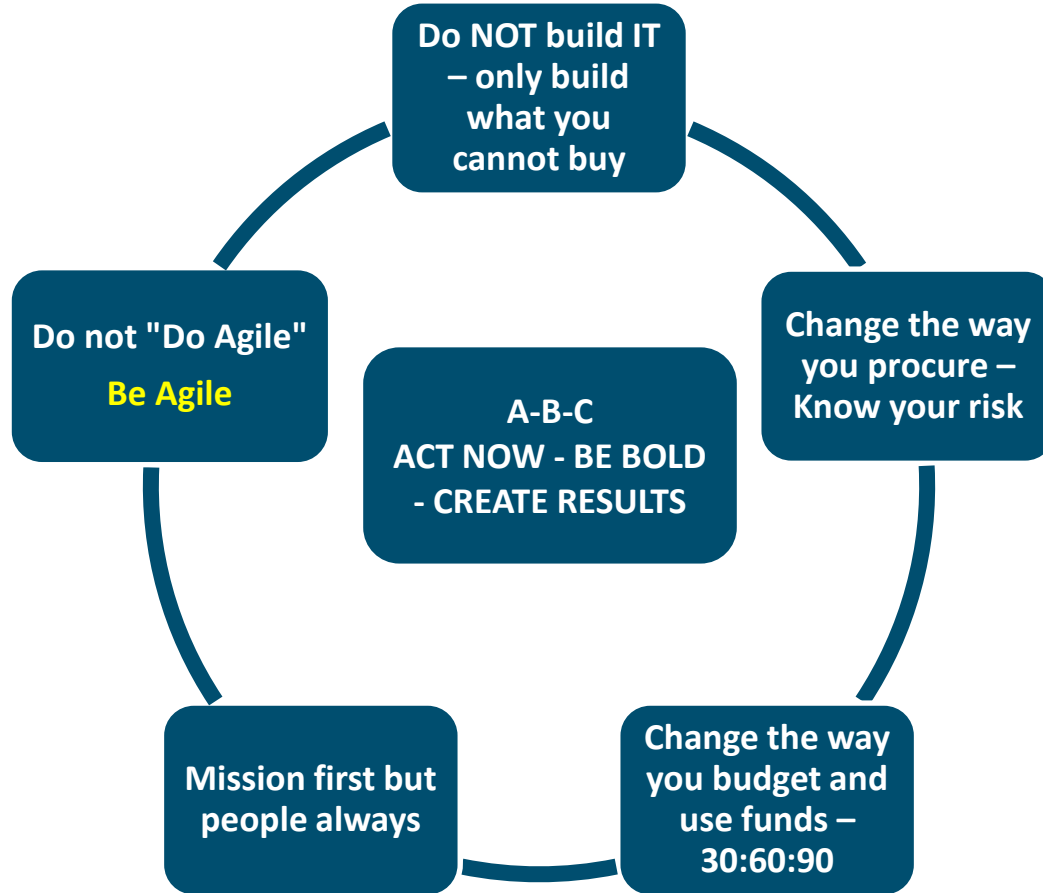 Do NOT build IT
– only build
what you
cannot buy
Change the way
you procure –
Know your risk
Change the way
you budget and
use funds –
30:60:90
Mission first but
people always
Do not "Do Agile"
Be Agile
A-B-C
ACT NOW - BE BOLD
- CREATE RESULTS